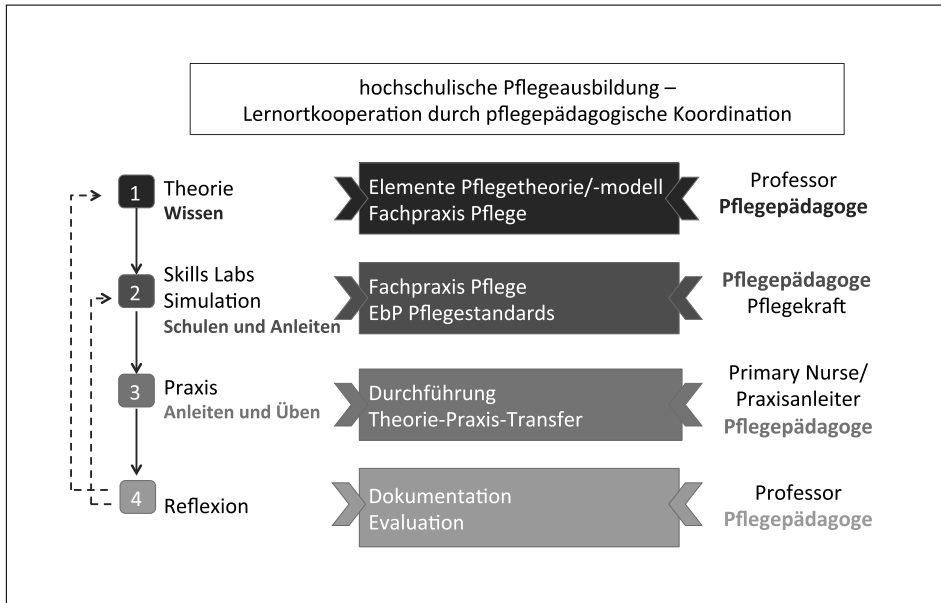 hochschulische Pflegeausbildung –
Lernortkooperation durch pflegepädagogische Koordination
1
Theorie
Wissen
Elemente Pflegetheorie/-modell
Fachpraxis Pflege
Professor
Pflegepädagoge
2
Skills Labs
Simulation
Schulen und Anleiten
Fachpraxis Pflege
EbP Pflegestandards
Pflegepädagoge
Pflegekraft
3
Praxis
Anleiten und Üben
Durchführung
Theorie-Praxis-Transfer
Primary Nurse/
Praxisanleiter
Pflegepädagoge
4
Reflexion
Dokumentation
Evaluation
Professor
Pflegepädagoge